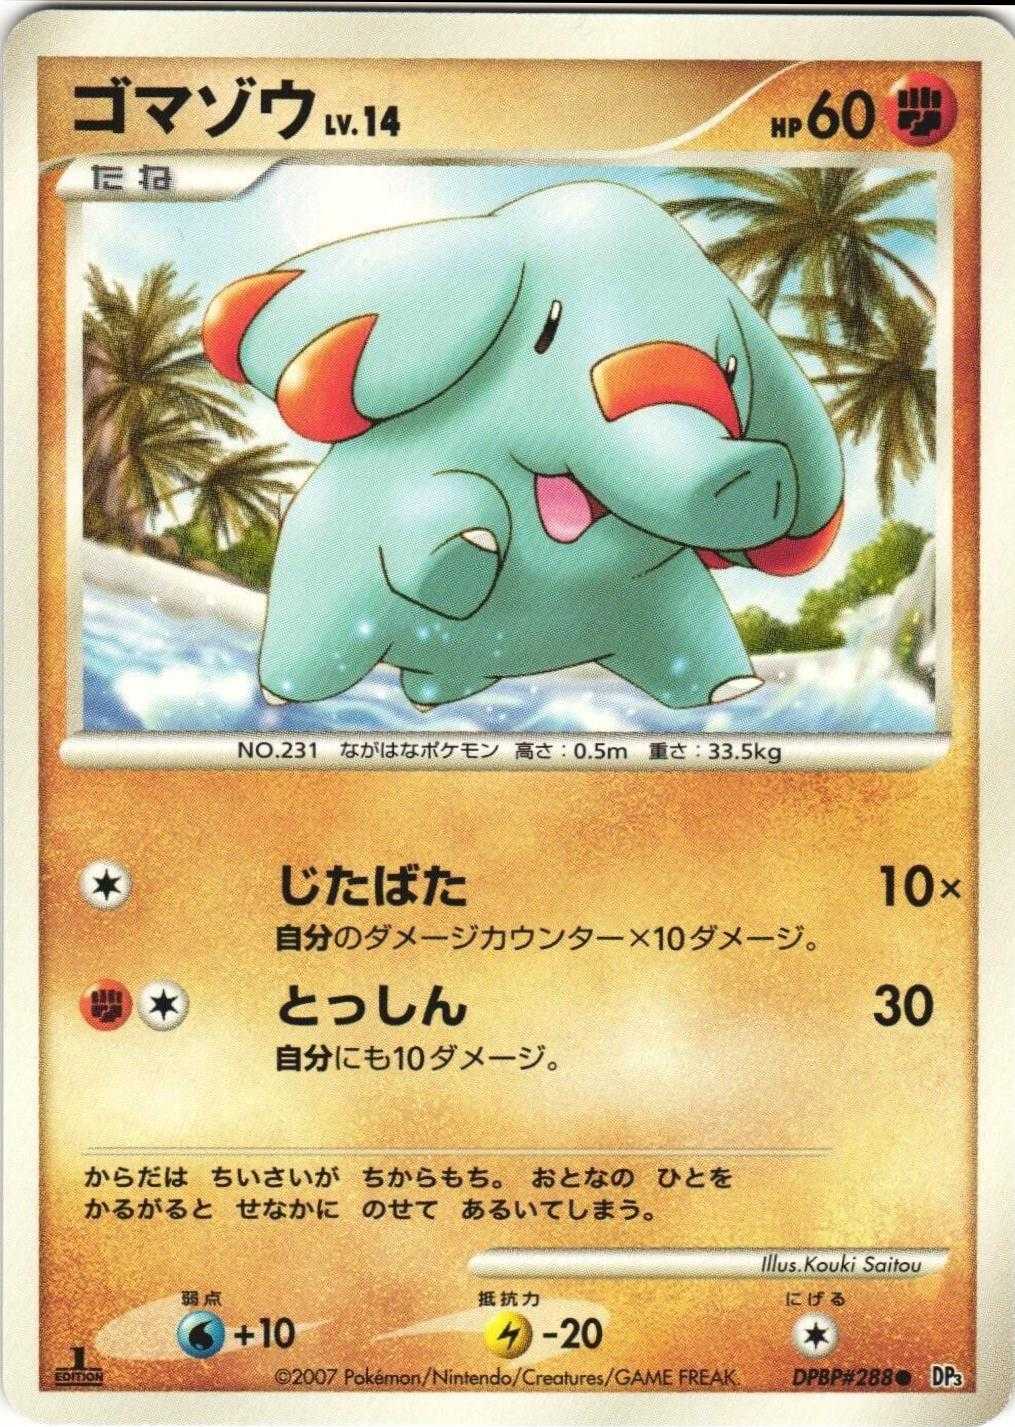 ゴマゾウ LV.14 HP60
たね
NO.231 ながはなポケモン 高さ：0.5m 重さ：33.5kg
じたばた 10×
自分のダメージカウンター×10ダメージ。
とっしん 30
自分にも10ダメージ。
からだは ちいさいが ちからもち。 おとなの ひとを
かるがると せなかに のせて あるいてしまう。
Illus.Kouki Saitou
弱点 抵抗力 にげる
+10 -20
1 EDITION ©2007 Pokémon/Nintendo/Creatures/GAME FREAK. DPBP#288● DP3